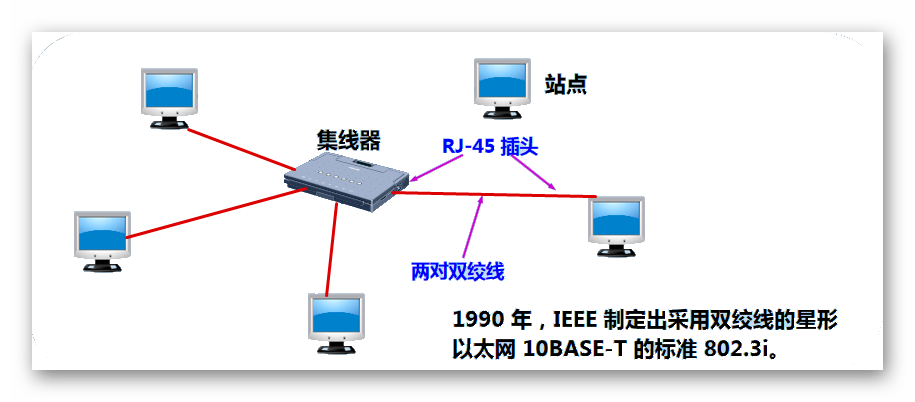 站点
集线器
RJ-45 插头
两对双绞线
1990 年，IEEE 制定出采用双绞线的星形
以太网 10BASE-T 的标准 802.3i。